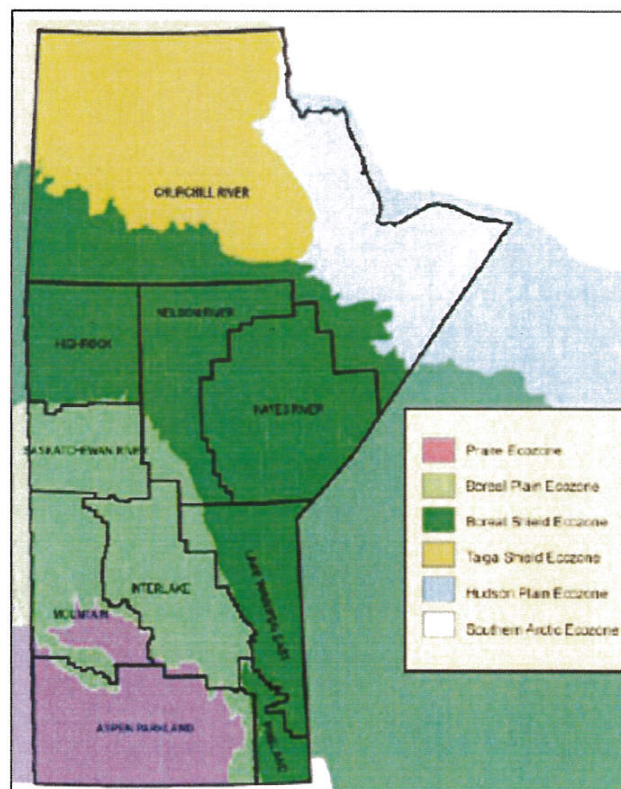 CHURCHILL RIVER
NELSON RIVER
HIGHROCK
HAYES RIVER
SASKATCHEWAN RIVER
LAKE WINNIPEG EAST
INTERLAKE
MOUNTAIN
ASPEN PARKLAND
PINELAND
Prairie Ecozone
Boreal Plain Ecozone
Boreal Shield Ecozone
Taiga Shield Ecozone
Hudson Plain Ecozone
Southern Arctic Ecozone